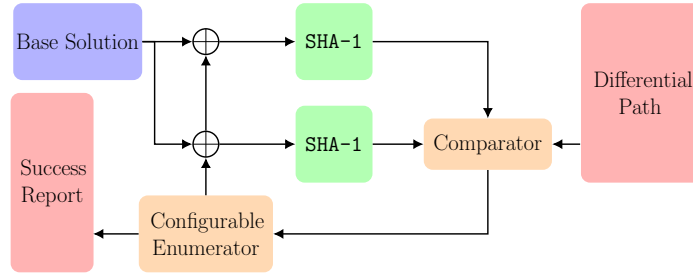 Base Solution
SHA-1
Differential
Path
SHA-1
Comparator
Success
Report
Configurable
Enumerator